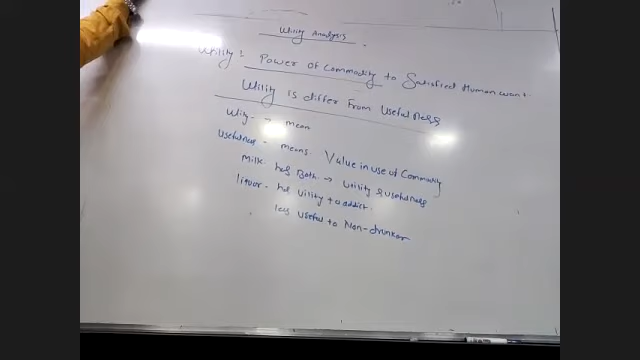 Utility Analysis
Utility: Power of commodity to Satisfied Human want.
Utility is differ From Usefulness
Utility - mean
Usefulness - means Value in use of Commodity
Milk - has Both → utility & usefulness
liquor - has utility to addict.
less useful to Non-drinker